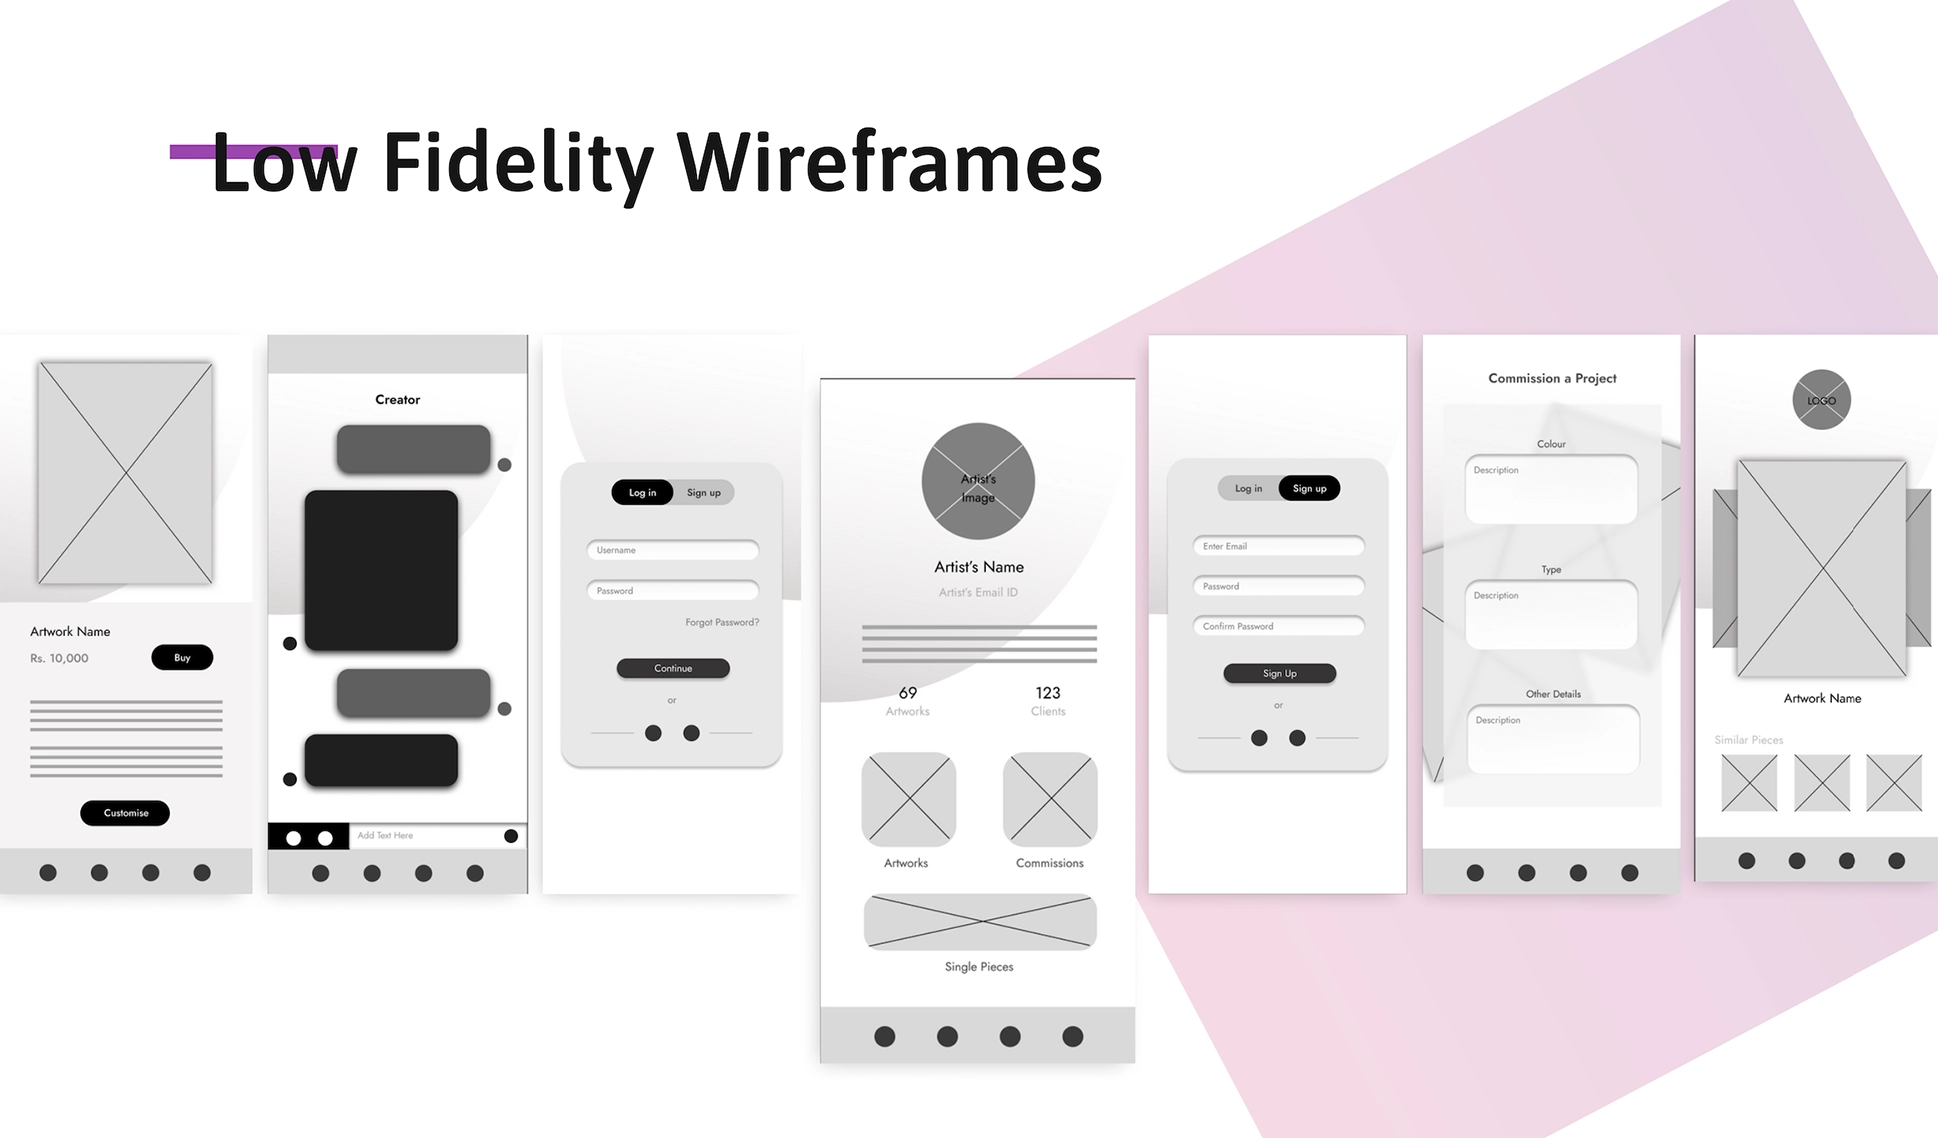 Low Fidelity Wireframes
Artwork Name
Rs. 10,000
Buy
Customise
Creator
Add Text Here
Log in
Sign up
Username
Password
Forgot Password?
Continue
or
Artist's
Image
Artist's Name
Artist's Email ID
69
Artworks
123
Clients
Artworks
Commissions
Single Pieces
Log in
Sign up
Enter Email
Password
Confirm Password
Sign Up
or
Commission a Project
Colour
Description
Type
Description
Other Details
Description
LOGO
Artwork Name
Similar Pieces